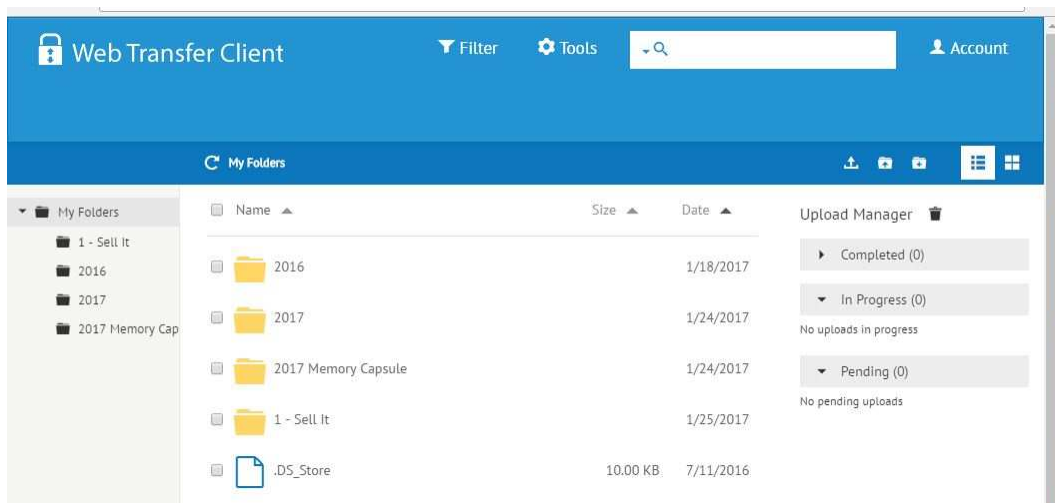 Web Transfer Client
Filter
Tools
Account
My Folders
My Folders
1 - Sell It
2016
2017
2017 Memory Cap
Name
Size
Date
2016 1/18/2017
2017 1/24/2017
2017 Memory Capsule 1/24/2017
1 - Sell It 1/25/2017
.DS_Store 10.00 KB 7/11/2016
Upload Manager
Completed (0)
In Progress (0)
No uploads in progress
Pending (0)
No pending uploads